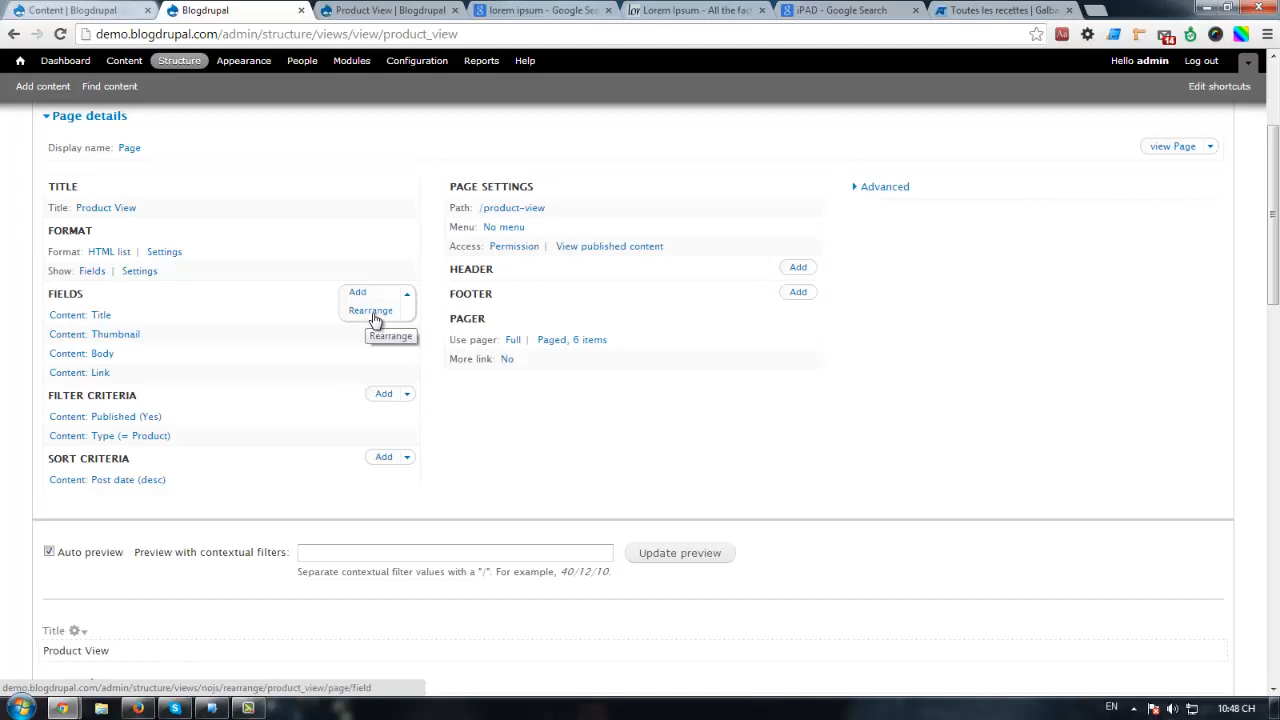 Content | Blogdrupal
Blogdrupal
Product View | Blogdrupal
lorem ipsum - Google Sea
Lorem Ipsum - All the fact
iPAD - Google Search
Toutes les recettes | Galba
demo.blogdrupal.com/admin/structure/views/view/product_view
14
Dashboard Content Structure Appearance People Modules Configuration Reports Help
Hello admin Log out
Add content Find content
Edit shortcuts
Page details
Display name: Page
view Page
TITLE
Title: Product View
FORMAT
Format: HTML list | Settings
Show: Fields | Settings
FIELDS
Add
Rearrange
Rearrange
Content: Title
Content: Thumbnail
Content: Body
Content: Link
FILTER CRITERIA
Add
Content: Published (Yes)
Content: Type (= Product)
SORT CRITERIA
Add
Content: Post date (desc)
PAGE SETTINGS
Path: /product-view
Menu: No menu
Access: Permission | View published content
HEADER
Add
FOOTER
Add
PAGER
Use pager: Full | Paged, 6 items
More link: No
Advanced
Auto preview
Preview with contextual filters:
Update preview
Separate contextual filter values with a "/". For example, 40/12/10.
Title
Product View
demo.blogdrupal.com/admin/structure/views/nojs/rearrange/product_view/page/field
EN
10:48 CH